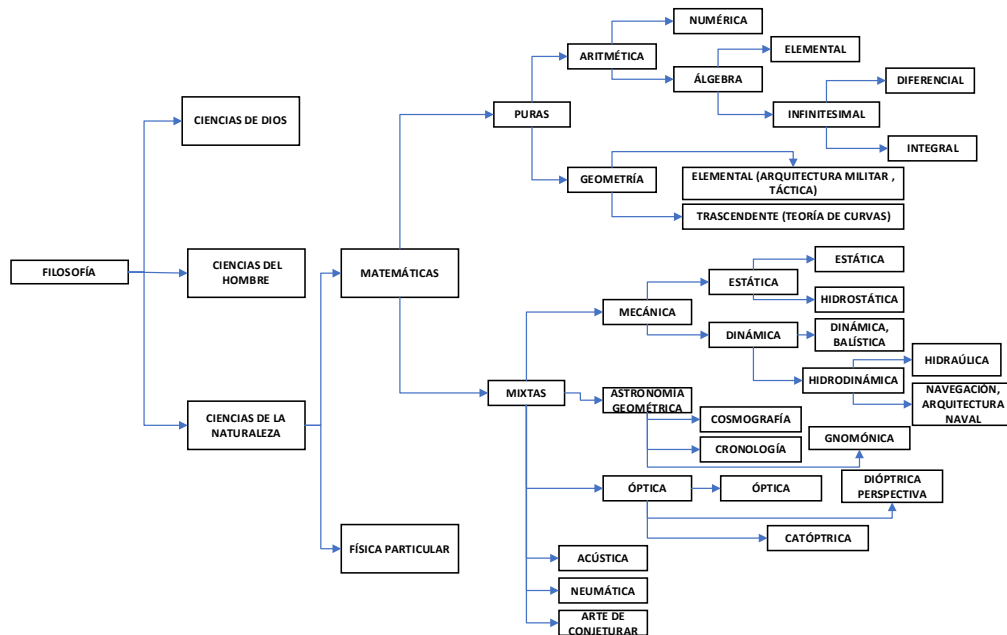 NUMÉRICA
ARITMÉTICA
ELEMENTAL
ÁLGEBRA
DIFERENCIAL
PURAS
INFINITESIMAL
CIENCIAS DE DIOS
INTEGRAL
GEOMETRÍA
ELEMENTAL (ARQUITECTURA MILITAR ,
TÁCTICA)
TRASCENDENTE (TEORÍA DE CURVAS)
FILOSOFÍA
CIENCIAS DEL
HOMBRE
MATEMÁTICAS
ESTÁTICA
ESTÁTICA
HIDROSTÁTICA
MECÁNICA
DINÁMICA
DINÁMICA,
BALÍSTICA
HIDRAÚLICA
HIDRODINÁMICA
MIXTAS
ASTRONOMIA
GEOMÉTRICA
NAVEGACIÓN,
ARQUITECTURA
NAVAL
CIENCIAS DE LA
NATURALEZA
COSMOGRAFÍA
GNOMÓNICA
CRONOLOGÍA
ÓPTICA
ÓPTICA
DIÓPTRICA
PERSPECTIVA
CATÓPTRICA
FÍSICA PARTICULAR
ACÚSTICA
NEUMÁTICA
ARTE DE
CONJETURAR